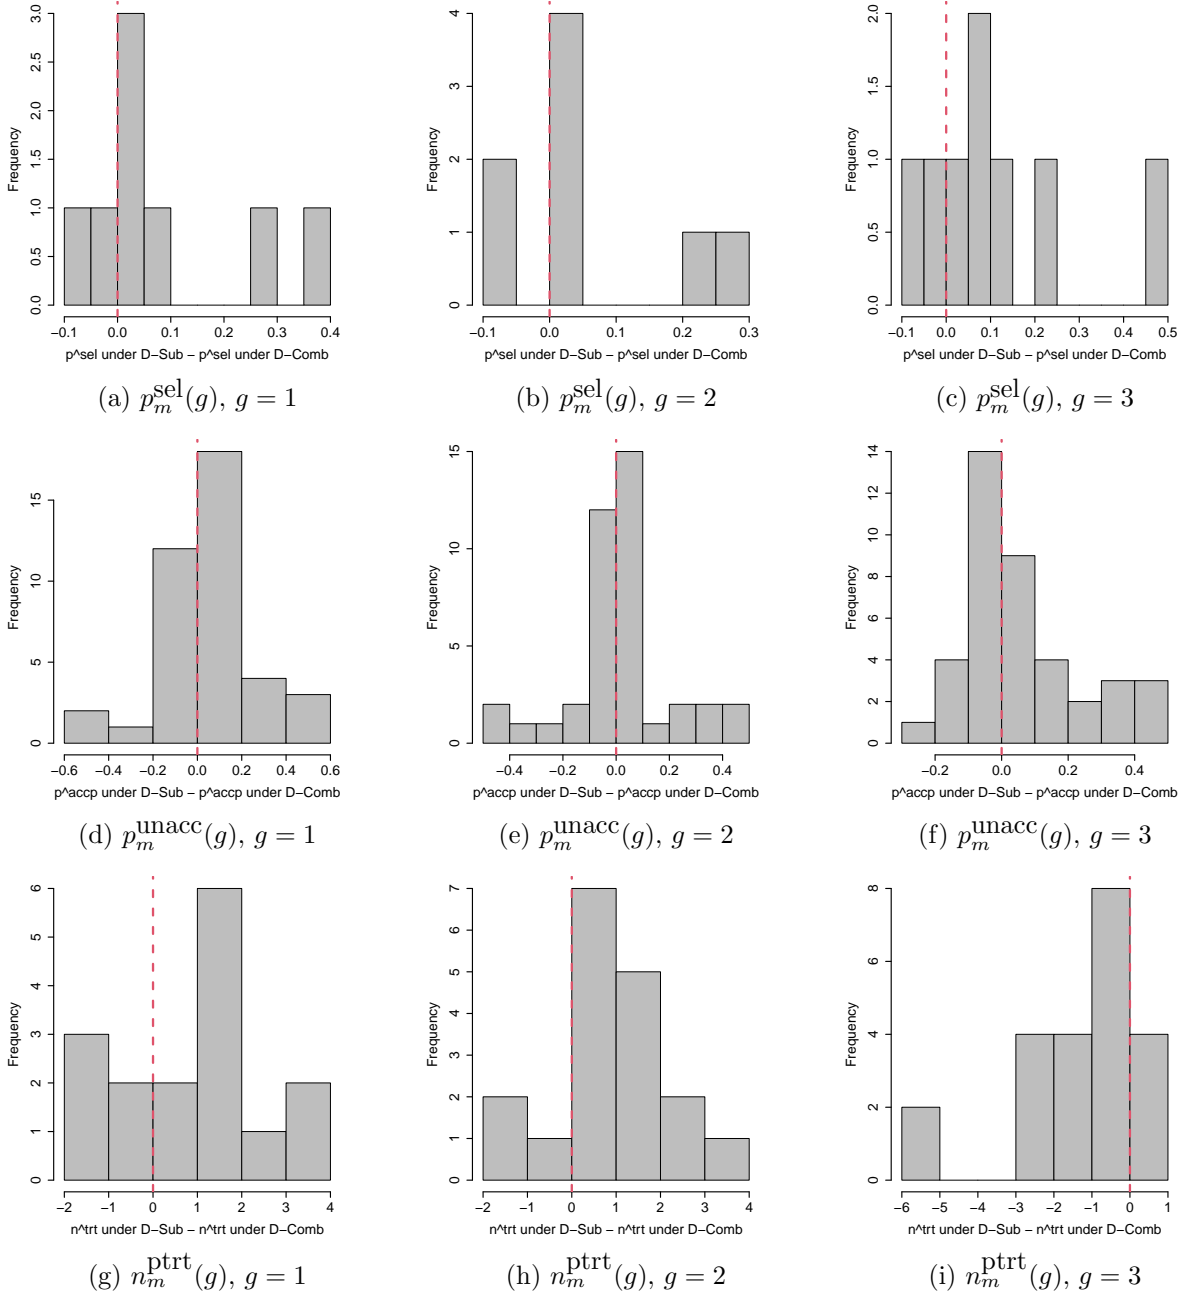 Frequency
0.0 0.5 1.0 1.5 2.0 2.5 3.0
−0.1 0.0 0.1 0.2 0.3 0.4
p^sel under D−Sub − p^sel under D−Comb
(a) p_m^sel(g), g = 1
Frequency
0 1 2 3 4
−0.1 0.0 0.1 0.2 0.3
p^sel under D−Sub − p^sel under D−Comb
(b) p_m^sel(g), g = 2
Frequency
0.0 0.5 1.0 1.5 2.0
−0.1 0.0 0.1 0.2 0.3 0.4 0.5
p^sel under D−Sub − p^sel under D−Comb
(c) p_m^sel(g), g = 3
Frequency
0 5 10 15
−0.6 −0.4 −0.2 0.0 0.2 0.4 0.6
p^accp under D−Sub − p^accp under D−Comb
(d) p_m^unacc(g), g = 1
Frequency
0 5 10 15
−0.4 −0.2 0.0 0.2 0.4
p^accp under D−Sub − p^accp under D−Comb
(e) p_m^unacc(g), g = 2
Frequency
0 2 4 6 8 10 12 14
−0.2 0.0 0.2 0.4
p^accp under D−Sub − p^accp under D−Comb
(f) p_m^unacc(g), g = 3
Frequency
0 1 2 3 4 5 6
−2 −1 0 1 2 3 4
n^trt under D−Sub − n^trt under D−Comb
(g) n_m^ptrt(g), g = 1
Frequency
0 1 2 3 4 5 6 7
−2 −1 0 1 2 3 4
n^trt under D−Sub − n^trt under D−Comb
(h) n_m^ptrt(g), g = 2
Frequency
0 2 4 6 8
−6 −5 −4 −3 −2 −1 0 1
n^trt under D−Sub − n^trt under D−Comb
(i) n_m^ptrt(g), g = 3